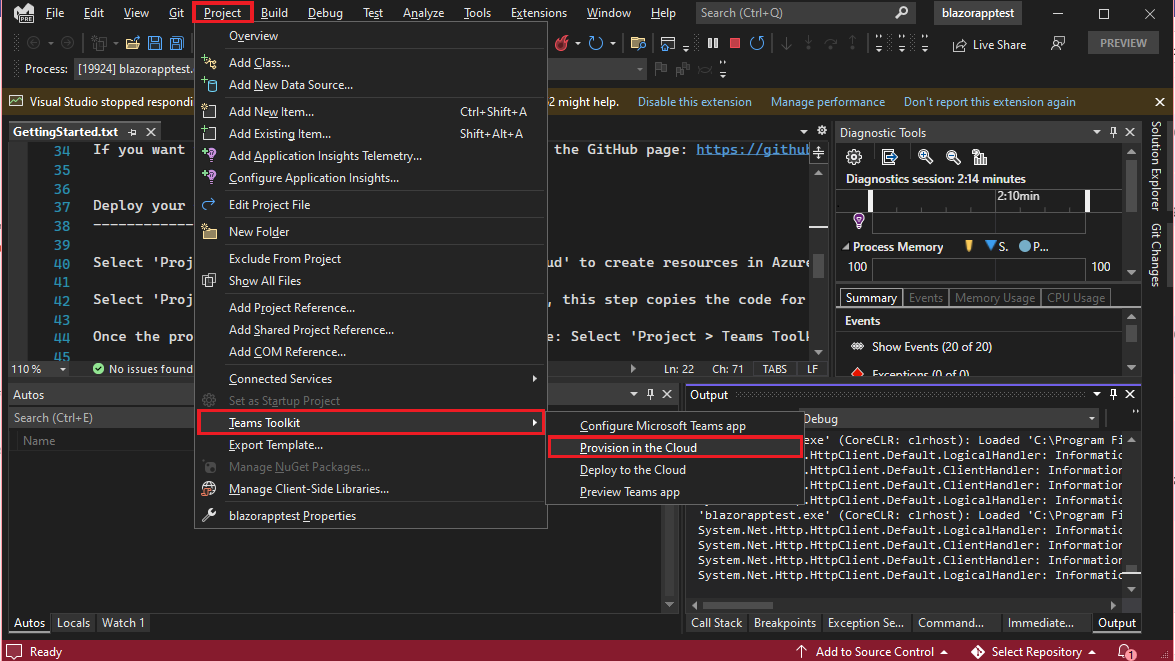 PRE File Edit View Git Project Build Debug Test Analyze Tools Extensions Window Help Search (Ctrl+Q) blazorapptest
Live Share PREVIEW
Process: [19924] blazorapptest.
Visual Studio stopped respondi 2 might help. Disable this extension Manage performance Don't report this extension again
Overview
Add Class...
Add New Data Source...
Add New Item... Ctrl+Shift+A
Add Existing Item... Shift+Alt+A
Add Application Insights Telemetry...
Configure Application Insights...
Edit Project File
New Folder
Exclude From Project
Show All Files
Add Project Reference...
Add Shared Project Reference...
Add COM Reference...
Connected Services
Set as Startup Project
Teams Toolkit
Export Template...
Manage NuGet Packages...
Manage Client-Side Libraries...
blazorapptest Properties
Configure Microsoft Teams app
Provision in the Cloud
Deploy to the Cloud
Preview Teams app
GettingStarted.txt
34 If you want the GitHub page: https://github
35
36
37 Deploy your
38 ------------
39
40 Select 'Proj ud' to create resources in Azure
41
42 Select 'Proj , this step copies the code for
43
44 Once the pro e: Select 'Project > Teams Toolk
45
110 % No issues found Ln: 22 Ch: 71 TABS LF
Diagnostic Tools
Diagnostics session: 2:14 minutes
2:10min
Process Memory S. P...
100 100
Summary Events Memory Usage CPU Usage
Events
Show Events (20 of 20)
Exceptions (0 of 0)
Solution Explorer
Git Changes
Autos
Search (Ctrl+E)
Name
Autos Locals Watch 1
Output
Debug
exe' (CoreCLR: clrhost): Loaded 'C:\Program Fi
.HttpClient.Default.LogicalHandler: Information
.HttpClient.Default.ClientHandler: Information
.HttpClient.Default.ClientHandler: Information
.HttpClient.Default.LogicalHandler: Information
'blazorapptest.exe' (CoreCLR: clrhost): Loaded 'C:\Program Fi
System.Net.Http.HttpClient.Default.LogicalHandler: Information
System.Net.Http.HttpClient.Default.ClientHandler: Information
System.Net.Http.HttpClient.Default.ClientHandler: Information
System.Net.Http.HttpClient.Default.LogicalHandler: Information
Call Stack Breakpoints Exception Se... Command... Immediate... Output
Ready Add to Source Control Select Repository 1